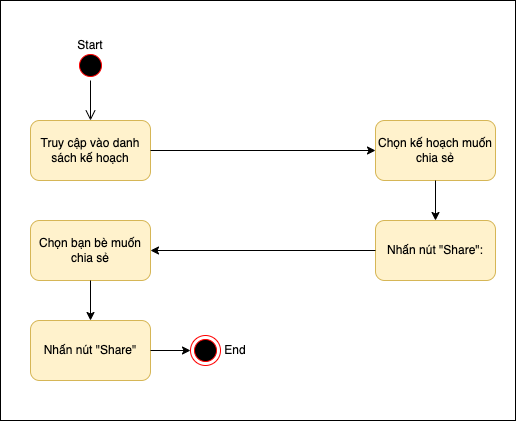 Start
Truy cập vào danh
sách kế hoạch
Chọn kế hoạch muốn
chia sẻ
Nhấn nút "Share":
Chọn bạn bè muốn
chia sẻ
Nhấn nút "Share"
End